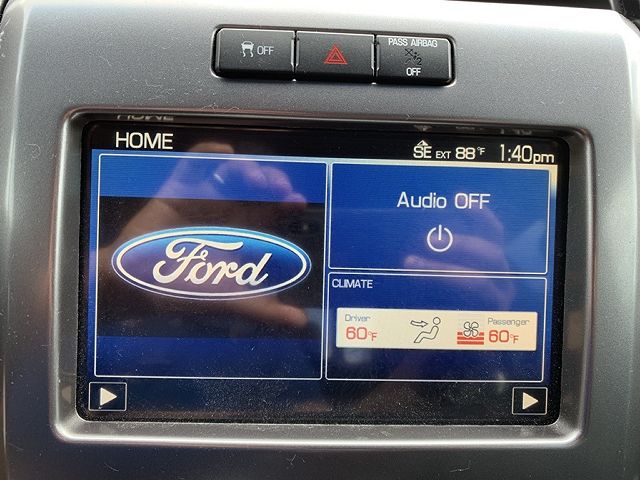 OFF
PASS AIRBAG
OFF
HOME
SE EXT 88°F 1:40pm
Ford
Audio OFF
CLIMATE
Driver
60°F
Passenger
60°F